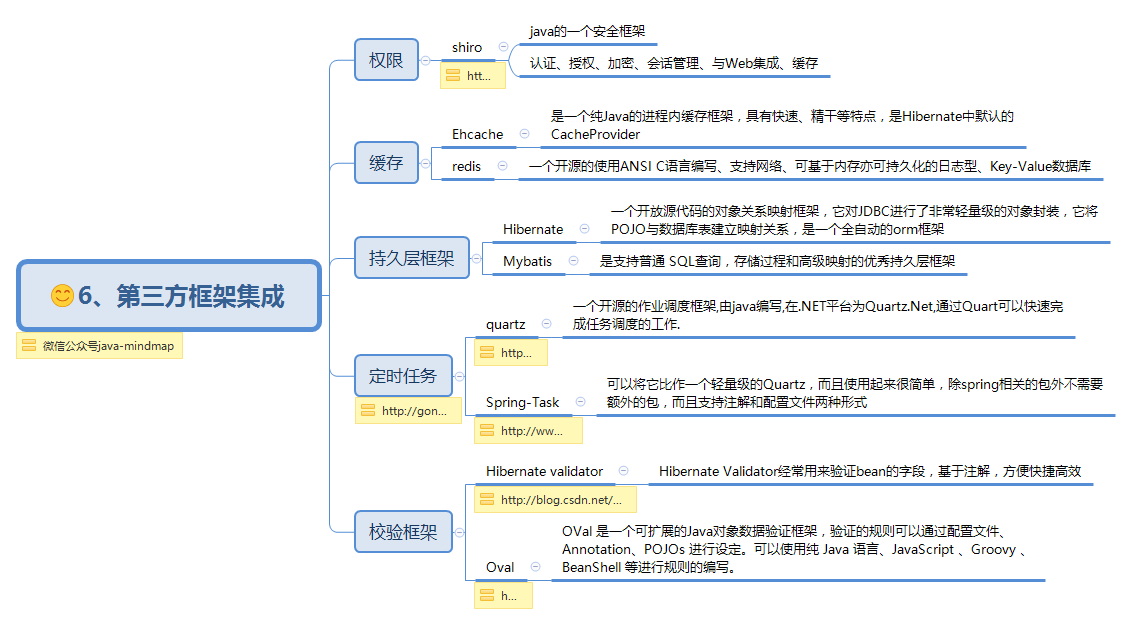 😊6、第三方框架集成
微信公众号java-mindmap
权限
shiro
htt...
java的一个安全框架
认证、授权、加密、会话管理、与Web集成、缓存
缓存
Ehcache
是一个纯Java的进程内缓存框架，具有快速、精干等特点，是Hibernate中默认的
CacheProvider
redis
一个开源的使用ANSI C语言编写、支持网络、可基于内存亦可持久化的日志型、Key-Value数据库
持久层框架
Hibernate
一个开放源代码的对象关系映射框架，它对JDBC进行了非常轻量级的对象封装，它将
POJO与数据库表建立映射关系，是一个全自动的orm框架
Mybatis
是支持普通 SQL查询，存储过程和高级映射的优秀持久层框架
定时任务
http://gon...
quartz
http...
一个开源的作业调度框架,由java编写,在.NET平台为Quartz.Net,通过Quart可以快速完
成任务调度的工作.
Spring-Task
http://ww...
可以将它比作一个轻量级的Quartz，而且使用起来很简单，除spring相关的包外不需要
额外的包，而且支持注解和配置文件两种形式
校验框架
Hibernate validator
http://blog.csdn.net/...
Hibernate Validator经常用来验证bean的字段，基于注解，方便快捷高效
Oval
h...
OVal 是一个可扩展的Java对象数据验证框架，验证的规则可以通过配置文件、
Annotation、POJOs 进行设定。可以使用纯 Java 语言、JavaScript 、Groovy 、
BeanShell 等进行规则的编写。